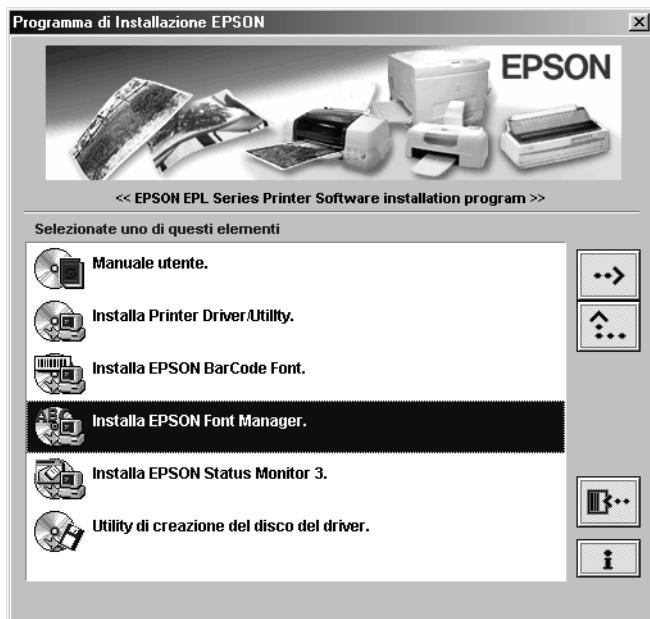 Programma di Installazione EPSON
EPSON
<< EPSON EPL Series Printer Software installation program >>
Selezionate uno di questi elementi
Manuale utente.
Installa Printer Driver/Utility.
Installa EPSON BarCode Font.
ABC
Installa EPSON Font Manager.
Installa EPSON Status Monitor 3.
Utility di creazione del disco del driver.